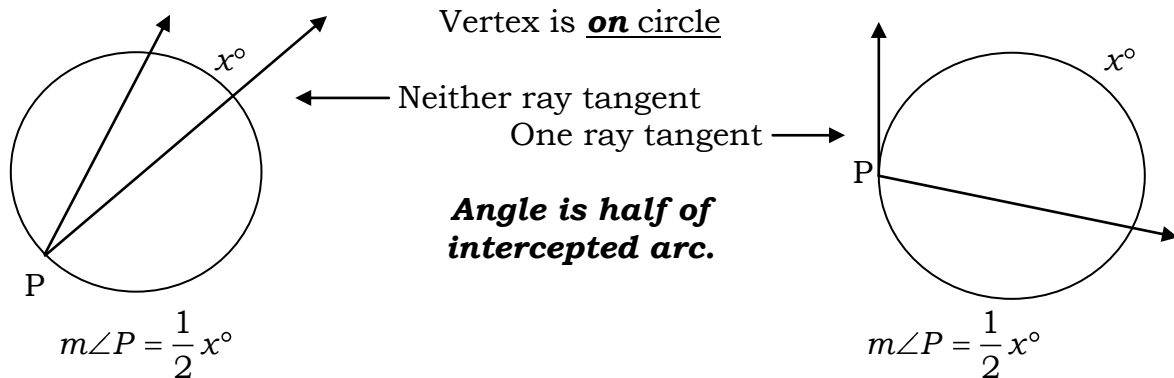 Vertex is on circle
x°
x°
Neither ray tangent
One ray tangent
P
Angle is half of
intercepted arc.
P
m∠P = 1/2 x°
m∠P = 1/2 x°